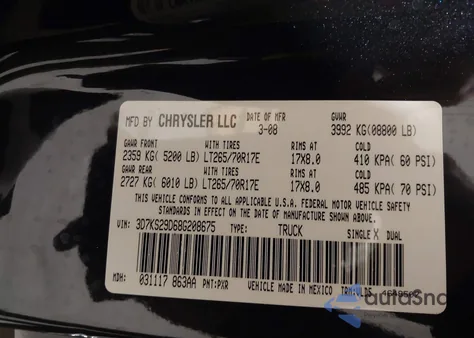 MFD BY CHRYSLER LLC DATE OF MFR GVWR
3-08 3992 KG(08800 LB)
GAWR FRONT WITH TIRES RIMS AT COLD
2359 KG( 5200 LB) LT265/70R17E 17X8.0 410 KPA( 60 PSI)
GAWR REAR WITH TIRES RIMS AT COLD
2727 KG( 6010 LB) LT265/70R17E 17X8.0 485 KPA( 70 PSI)
THIS VEHICLE CONFORMS TO ALL APPLICABLE U.S.A. FEDERAL MOTOR VEHICLE SAFETY
STANDARDS IN EFFECT ON THE DATE OF MANUFACTURE SHOWN ABOVE.
VIN: 3D7KS29D68G208675 TYPE: TRUCK SINGLE X DUAL
MDH: 031117 863AA PNT:PXR VEHICLE MADE IN MEXICO TRM:VLD5